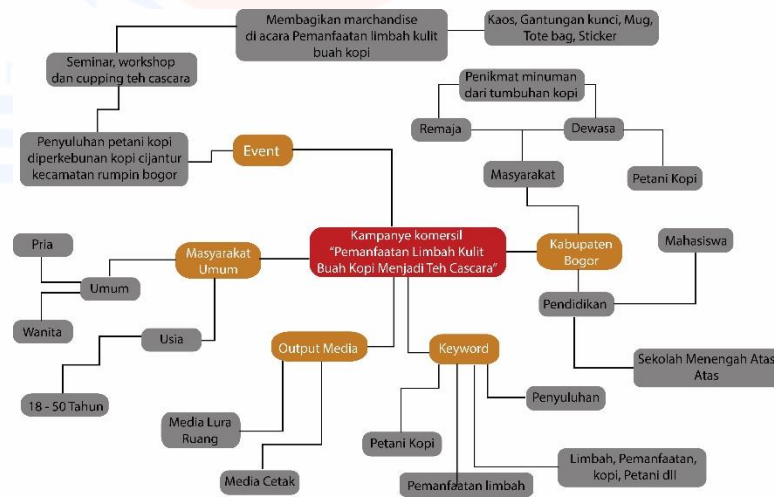 Membagikan marchandise
di acara Pemanfaatan limbah kulit
buah kopi
Kaos, Gantungan kunci, Mug,
Tote bag, Sticker
Seminar, workshop
dan cupping teh cascara
Penyuluhan petani kopi
diperkebunan kopi cijantur
kecamatan rumpin bogor
Event
Penikmat minuman
dari tumbuhan kopi
Remaja
Dewasa
Masyarakat
Petani Kopi
Kampanye komersil
"Pemanfaatan Limbah Kulit
Buah Kopi Menjadi Teh Cascara"
Kabupaten
Bogor
Mahasiswa
Pendidikan
Sekolah Menengah Atas
Atas
Masyarakat
Umum
Pria
Umum
Wanita
Usia
18 - 50 Tahun
Output Media
Media Lura
Ruang
Media Cetak
Keyword
Petani Kopi
Pemanfaatan limbah
Penyuluhan
Limbah, Pemanfaatan,
kopi, Petani dll